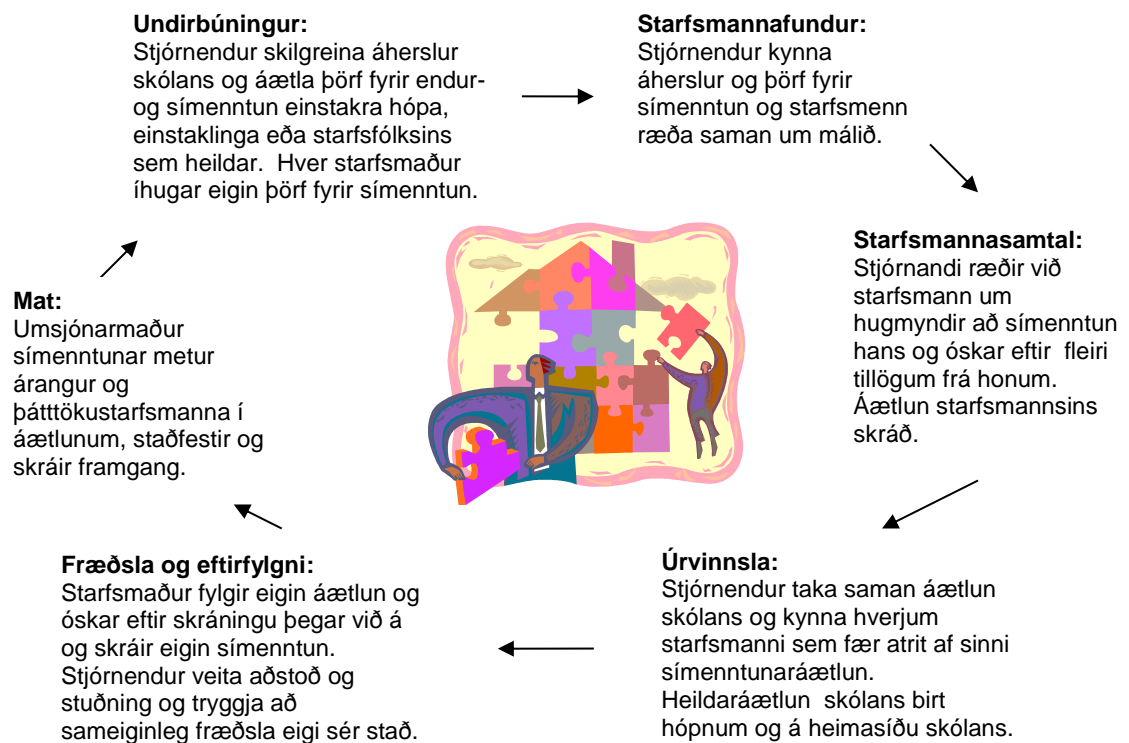 Undirbúningur:
Stjórnendur skilgreina áherslur
skólans og áætla þörf fyrir endur-
og símenntun einstakra hópa,
einstaklinga eða starfsfólksins
sem heildar.  Hver starfsmaður
íhugar eigin þörf fyrir símenntun.
Starfsmannafundur:
Stjórnendur kynna
áherslur og þörf fyrir
símenntun og starfsmenn
ræða saman um málið.
Starfsmannasamtal:
Stjórnandi ræðir við
starfsmann um
hugmyndir að símenntun
hans og óskar eftir  fleiri
tillögum frá honum.
Áætlun starfsmannsins
skráð.
Úrvinnsla:
Stjórnendur taka saman áætlun
skólans og kynna hverjum
starfsmanni sem fær atrit af sinni
símenntunaráætlun.
Heildaráætlun  skólans birt
hópnum og á heimasíðu skólans.
Fræðsla og eftirfylgni:
Starfsmaður fylgir eigin áætlun og
óskar eftir skráningu þegar við á
og skráir eigin símenntun.
Stjórnendur veita aðstoð og
stuðning og tryggja að
sameiginleg fræðsla eigi sér stað.
Mat:
Umsjónarmaður
símenntunar metur
árangur og
þátttökustarfsmanna í
áætlunum, staðfestir og
skráir framgang.